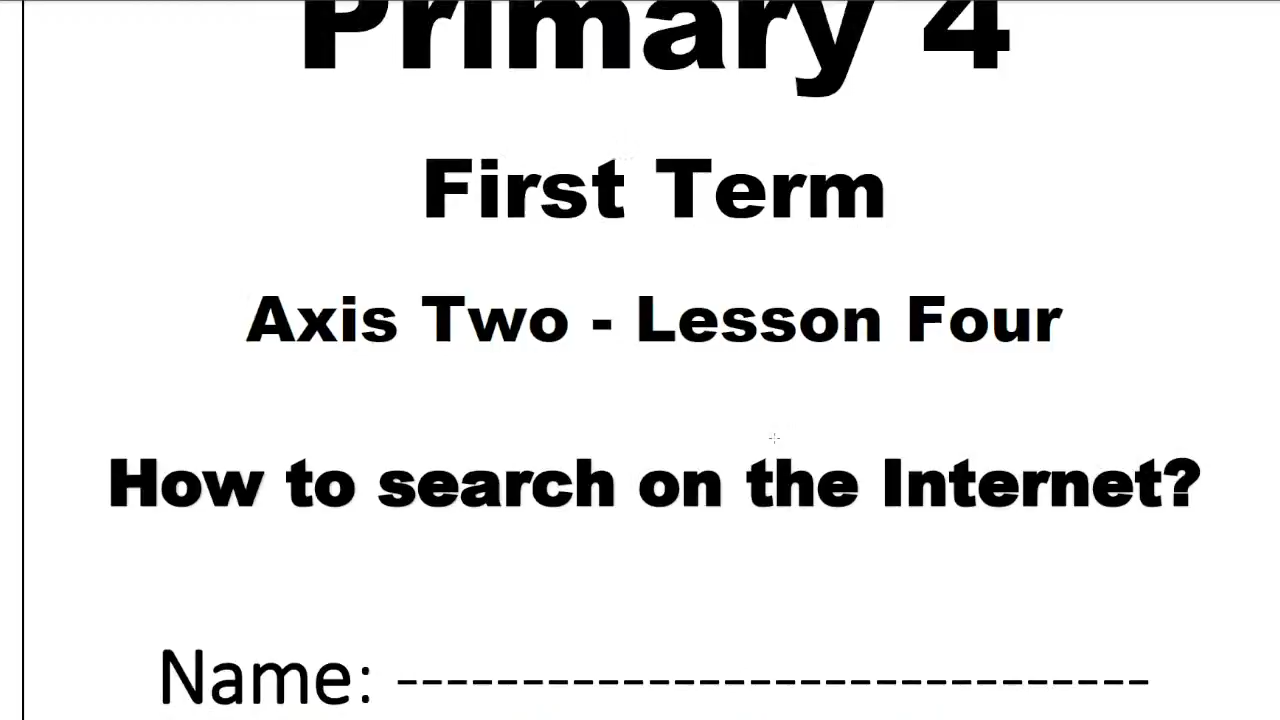 Primary 4
First Term
Axis Two - Lesson Four
How to search on the Internet?
Name: ------------------------------